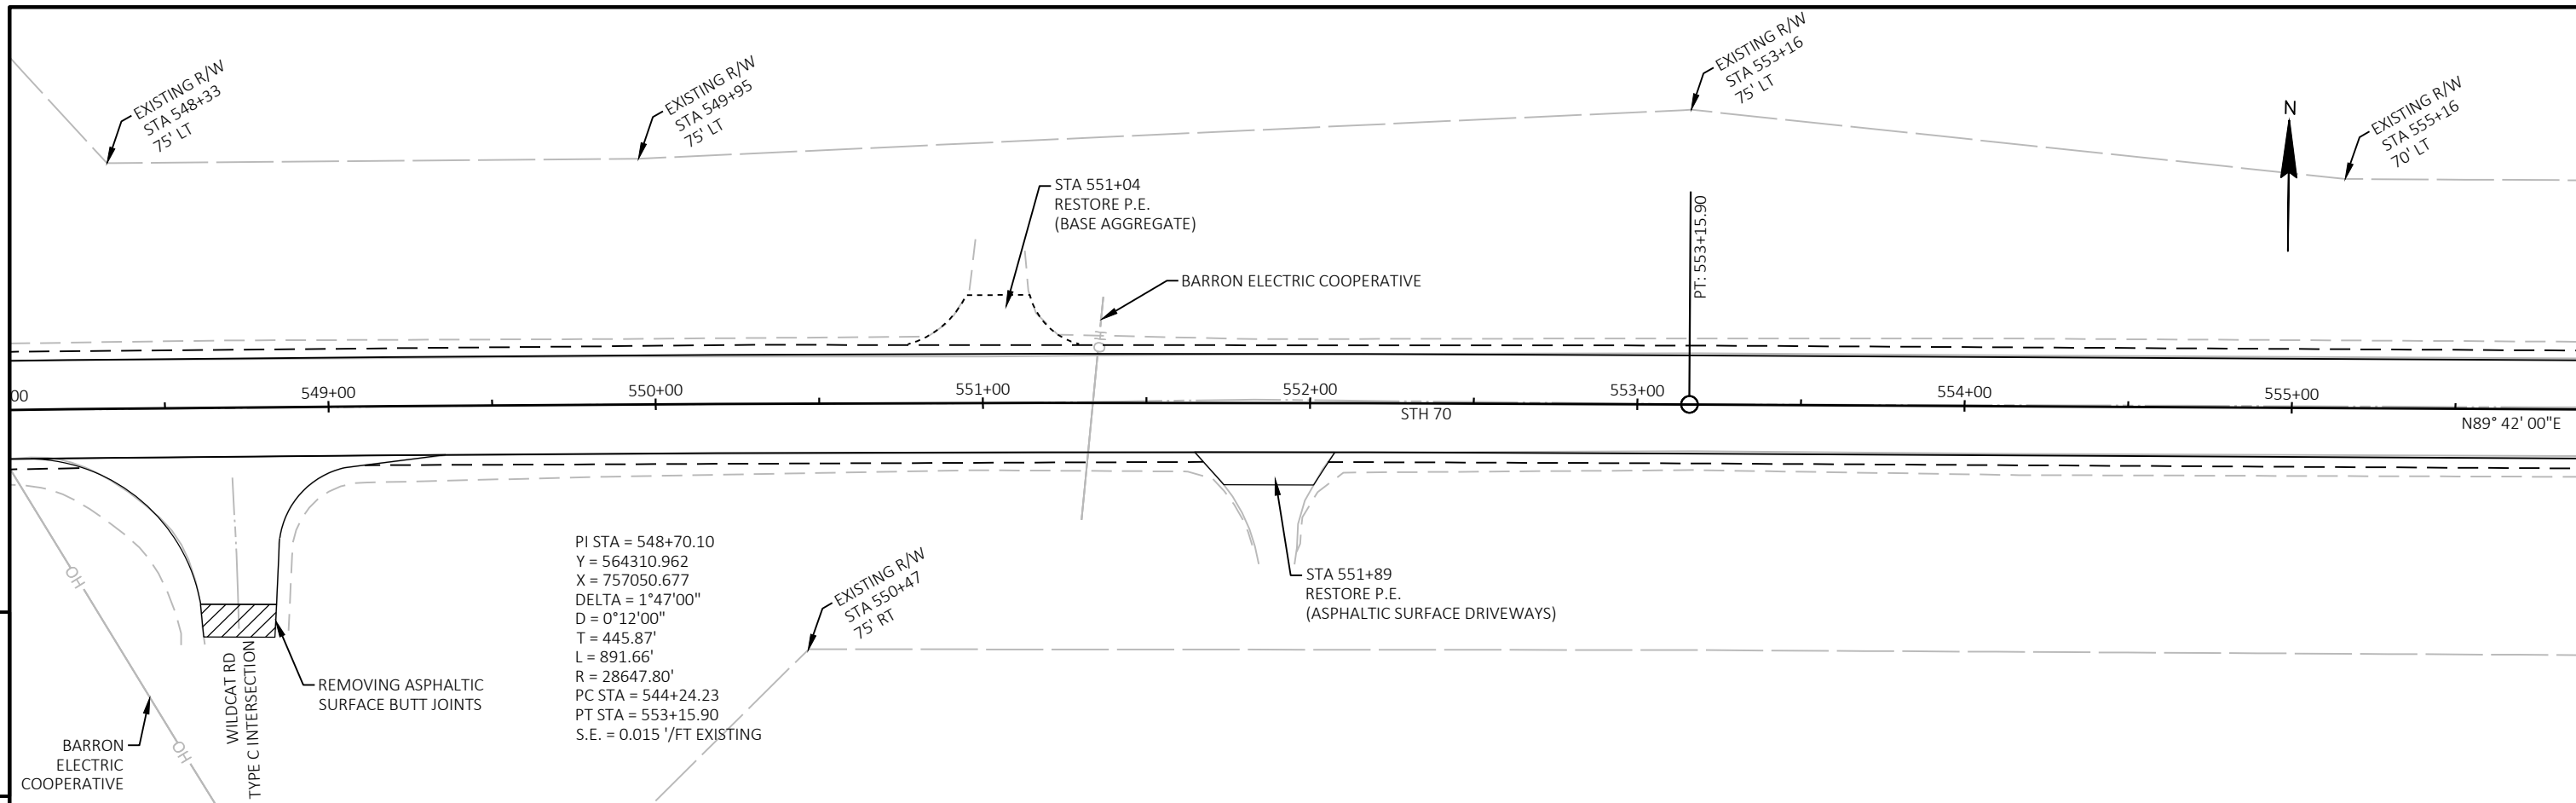 EXISTING R/W
STA 548+33
75' LT
EXISTING R/W
STA 549+95
75' LT
EXISTING R/W
STA 553+16
75' LT
EXISTING R/W
STA 555+16
70' LT
N
STA 551+04
RESTORE P.E.
(BASE AGGREGATE)
BARRON ELECTRIC COOPERATIVE
PT: 553+15.90
OH
00
549+00
550+00
551+00
552+00
553+00
554+00
555+00
STH 70
N89° 42' 00"E
PI STA = 548+70.10
Y = 564310.962
X = 757050.677
DELTA = 1°47'00"
D = 0°12'00"
T = 445.87'
L = 891.66'
R = 28647.80'
PC STA = 544+24.23
PT STA = 553+15.90
S.E. = 0.015 '/FT EXISTING
EXISTING R/W
STA 550+47
75' RT
STA 551+89
RESTORE P.E.
(ASPHALTIC SURFACE DRIVEWAYS)
OH
WILDCAT RD
TYPE C INTERSECTION
REMOVING ASPHALTIC
SURFACE BUTT JOINTS
BARRON
ELECTRIC
COOPERATIVE
OH